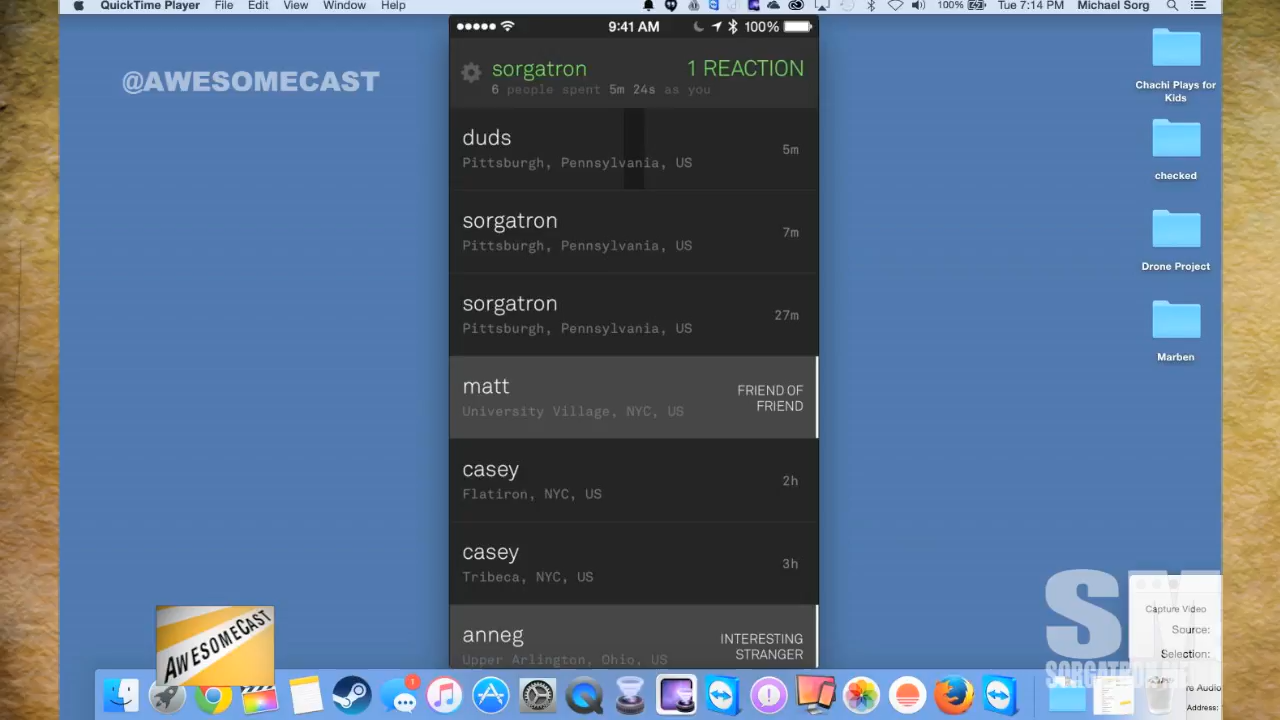 QuickTime Player File Edit View Window Help 100% Tue 7:14 PM Michael Sorg
9:41 AM 100%
@AWESOMECAST
sorgatron 1 REACTION
6 people spent 5m 24s as you
duds
Pittsburgh, Pennsylvania, US
5m
sorgatron
Pittsburgh, Pennsylvania, US
7m
sorgatron
Pittsburgh, Pennsylvania, US
27m
matt
University Village, NYC, US
FRIEND OF
FRIEND
casey
Flatiron, NYC, US
2h
casey
Tribeca, NYC, US
3h
anneg
Upper Arlington, Ohio, US
INTERESTING
STRANGER
Chachi Plays for
Kids
checked
Drone Project
Marben
AWESOMECAST
SM
Capture Video
Source:
Selection:
Address:
1